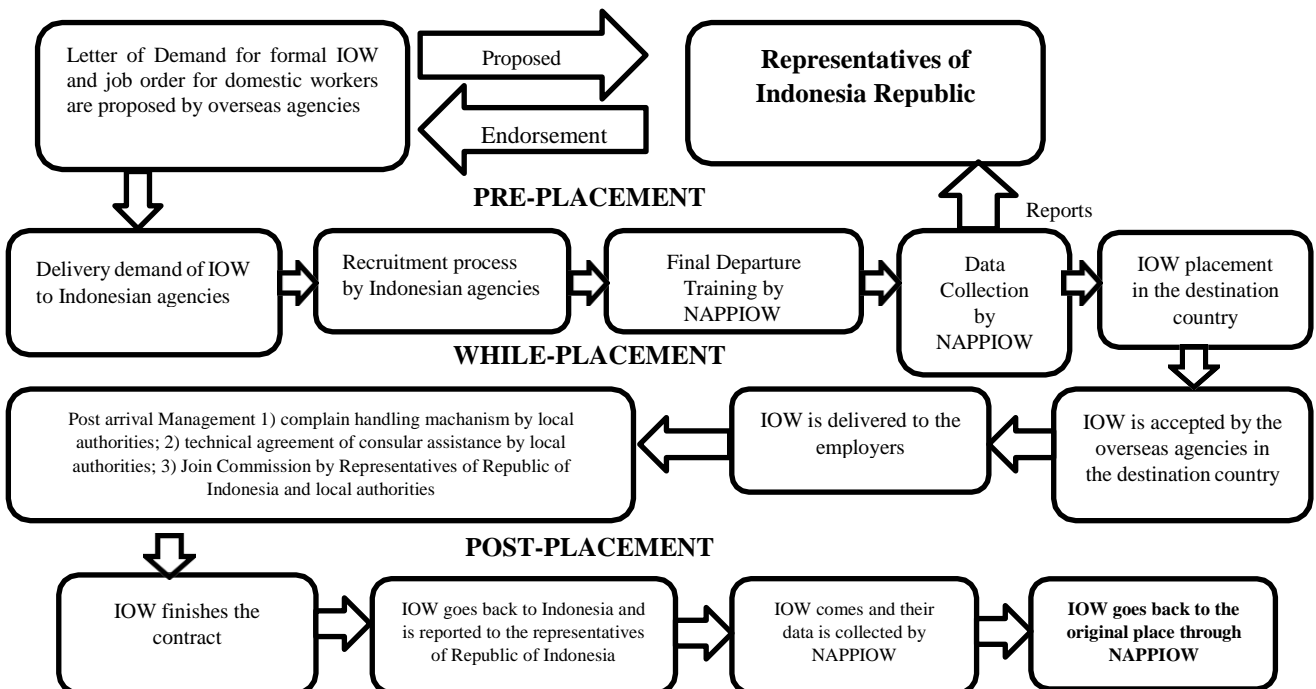 Letter of Demand for formal IOW
and job order for domestic workers
are proposed by overseas agencies
Proposed
Endorsement
Representatives of
Indonesia Republic
PRE-PLACEMENT
Reports
Delivery demand of IOW
to Indonesian agencies
Recruitment process
by Indonesian agencies
Final Departure
Training by
NAPPIOW
Data
Collection
by
NAPPIOW
IOW placement
in the destination
country
WHILE-PLACEMENT
IOW is accepted by the
overseas agencies in
the destination country
IOW is delivered to the
employers
Post arrival Management 1) complain handling machanism by local
authorities; 2) technical agreement of consular assistance by local
authorities; 3) Join Commission by Representatives of Republic of
Indonesia and local authorities
POST-PLACEMENT
IOW finishes the
contract
IOW goes back to Indonesia and
is reported to the representatives
of Republic of Indonesia
IOW comes and their
data is collected by
NAPPIOW
IOW goes back to the
original place through
NAPPIOW